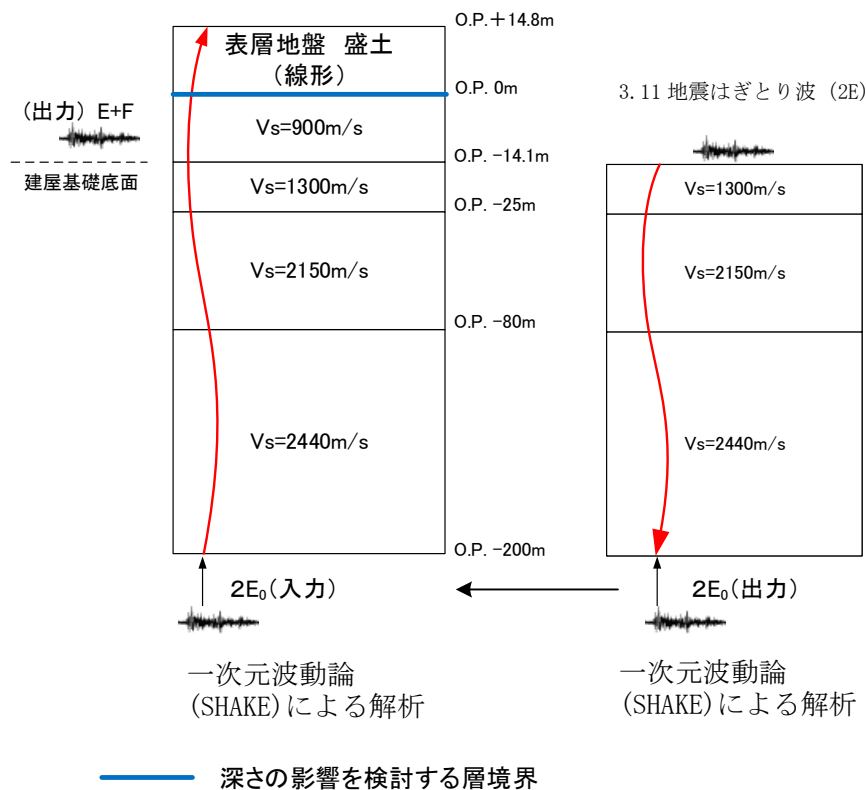 O.P.+14.8m
表層地盤 盛土
(線形)
O.P. 0m
(出力) E+F
Vs=900m/s
O.P. -14.1m
建屋基礎底面
Vs=1300m/s
O.P. -25m
Vs=2150m/s
O.P. -80m
Vs=2440m/s
O.P. -200m
2E₀(入力)
一次元波動論
(SHAKE)による解析
3.11 地震はぎとり波 (2E)
Vs=1300m/s
Vs=2150m/s
Vs=2440m/s
2E₀(出力)
一次元波動論
(SHAKE)による解析
深さの影響を検討する層境界